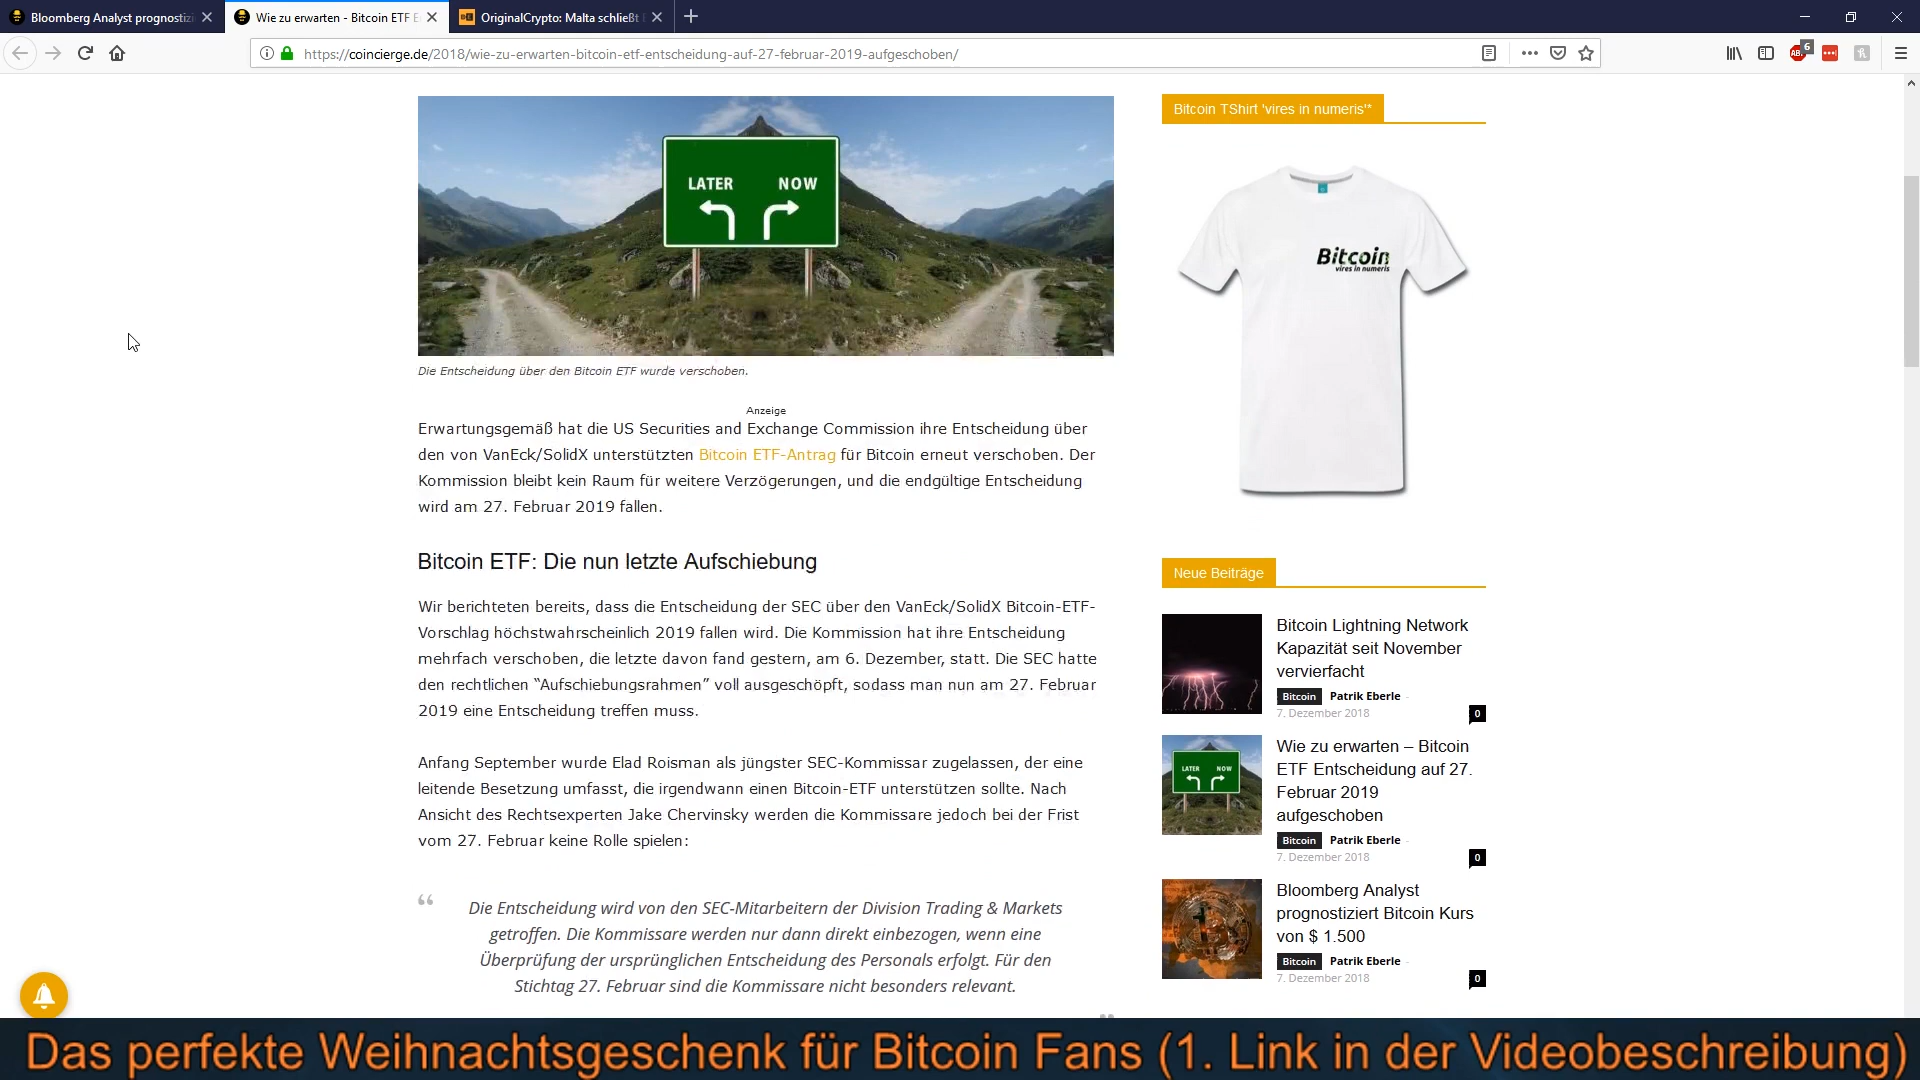 Bloomberg Analyst prognostizi
Wie zu erwarten - Bitcoin ETF E
OriginalCrypto: Malta schließt
https://coincierge.de/2018/wie-zu-erwarten-bitcoin-etf-entscheidung-auf-27-februar-2019-aufgeschoben/
ABP
6
LATER
NOW
Die Entscheidung über den Bitcoin ETF wurde verschoben.
Anzeige
Erwartungsgemäß hat die US Securities and Exchange Commission ihre Entscheidung über
den von VanEck/SolidX unterstützten Bitcoin ETF-Antrag für Bitcoin erneut verschoben. Der
Kommission bleibt kein Raum für weitere Verzögerungen, und die endgültige Entscheidung
wird am 27. Februar 2019 fallen.
Bitcoin ETF: Die nun letzte Aufschiebung
Wir berichteten bereits, dass die Entscheidung der SEC über den VanEck/SolidX Bitcoin-ETF-
Vorschlag höchstwahrscheinlich 2019 fallen wird. Die Kommission hat ihre Entscheidung
mehrfach verschoben, die letzte davon fand gestern, am 6. Dezember, statt. Die SEC hatte
den rechtlichen “Aufschiebungsrahmen” voll ausgeschöpft, sodass man nun am 27. Februar
2019 eine Entscheidung treffen muss.
Anfang September wurde Elad Roisman als jüngster SEC-Kommissar zugelassen, der eine
leitende Besetzung umfasst, die irgendwann einen Bitcoin-ETF unterstützen sollte. Nach
Ansicht des Rechtsexperten Jake Chervinsky werden die Kommissare jedoch bei der Frist
vom 27. Februar keine Rolle spielen:
“ Die Entscheidung wird von den SEC-Mitarbeitern der Division Trading & Markets
getroffen. Die Kommissare werden nur dann direkt einbezogen, wenn eine
Überprüfung der ursprünglichen Entscheidung des Personals erfolgt. Für den
Stichtag 27. Februar sind die Kommissare nicht besonders relevant.
Bitcoin TShirt 'vires in numeris'*
Bitcoin
vires in numeris
Neue Beiträge
Bitcoin Lightning Network
Kapazität seit November
vervierfacht
Bitcoin Patrik Eberle -
7. Dezember 2018
0
LATER NOW
Wie zu erwarten – Bitcoin
ETF Entscheidung auf 27.
Februar 2019
aufgeschoben
Bitcoin Patrik Eberle -
7. Dezember 2018
0
Bloomberg Analyst
prognostiziert Bitcoin Kurs
von $ 1.500
Bitcoin Patrik Eberle -
7. Dezember 2018
0
Das perfekte Weihnachtsgeschenk für Bitcoin Fans (1. Link in der Videobeschreibung)